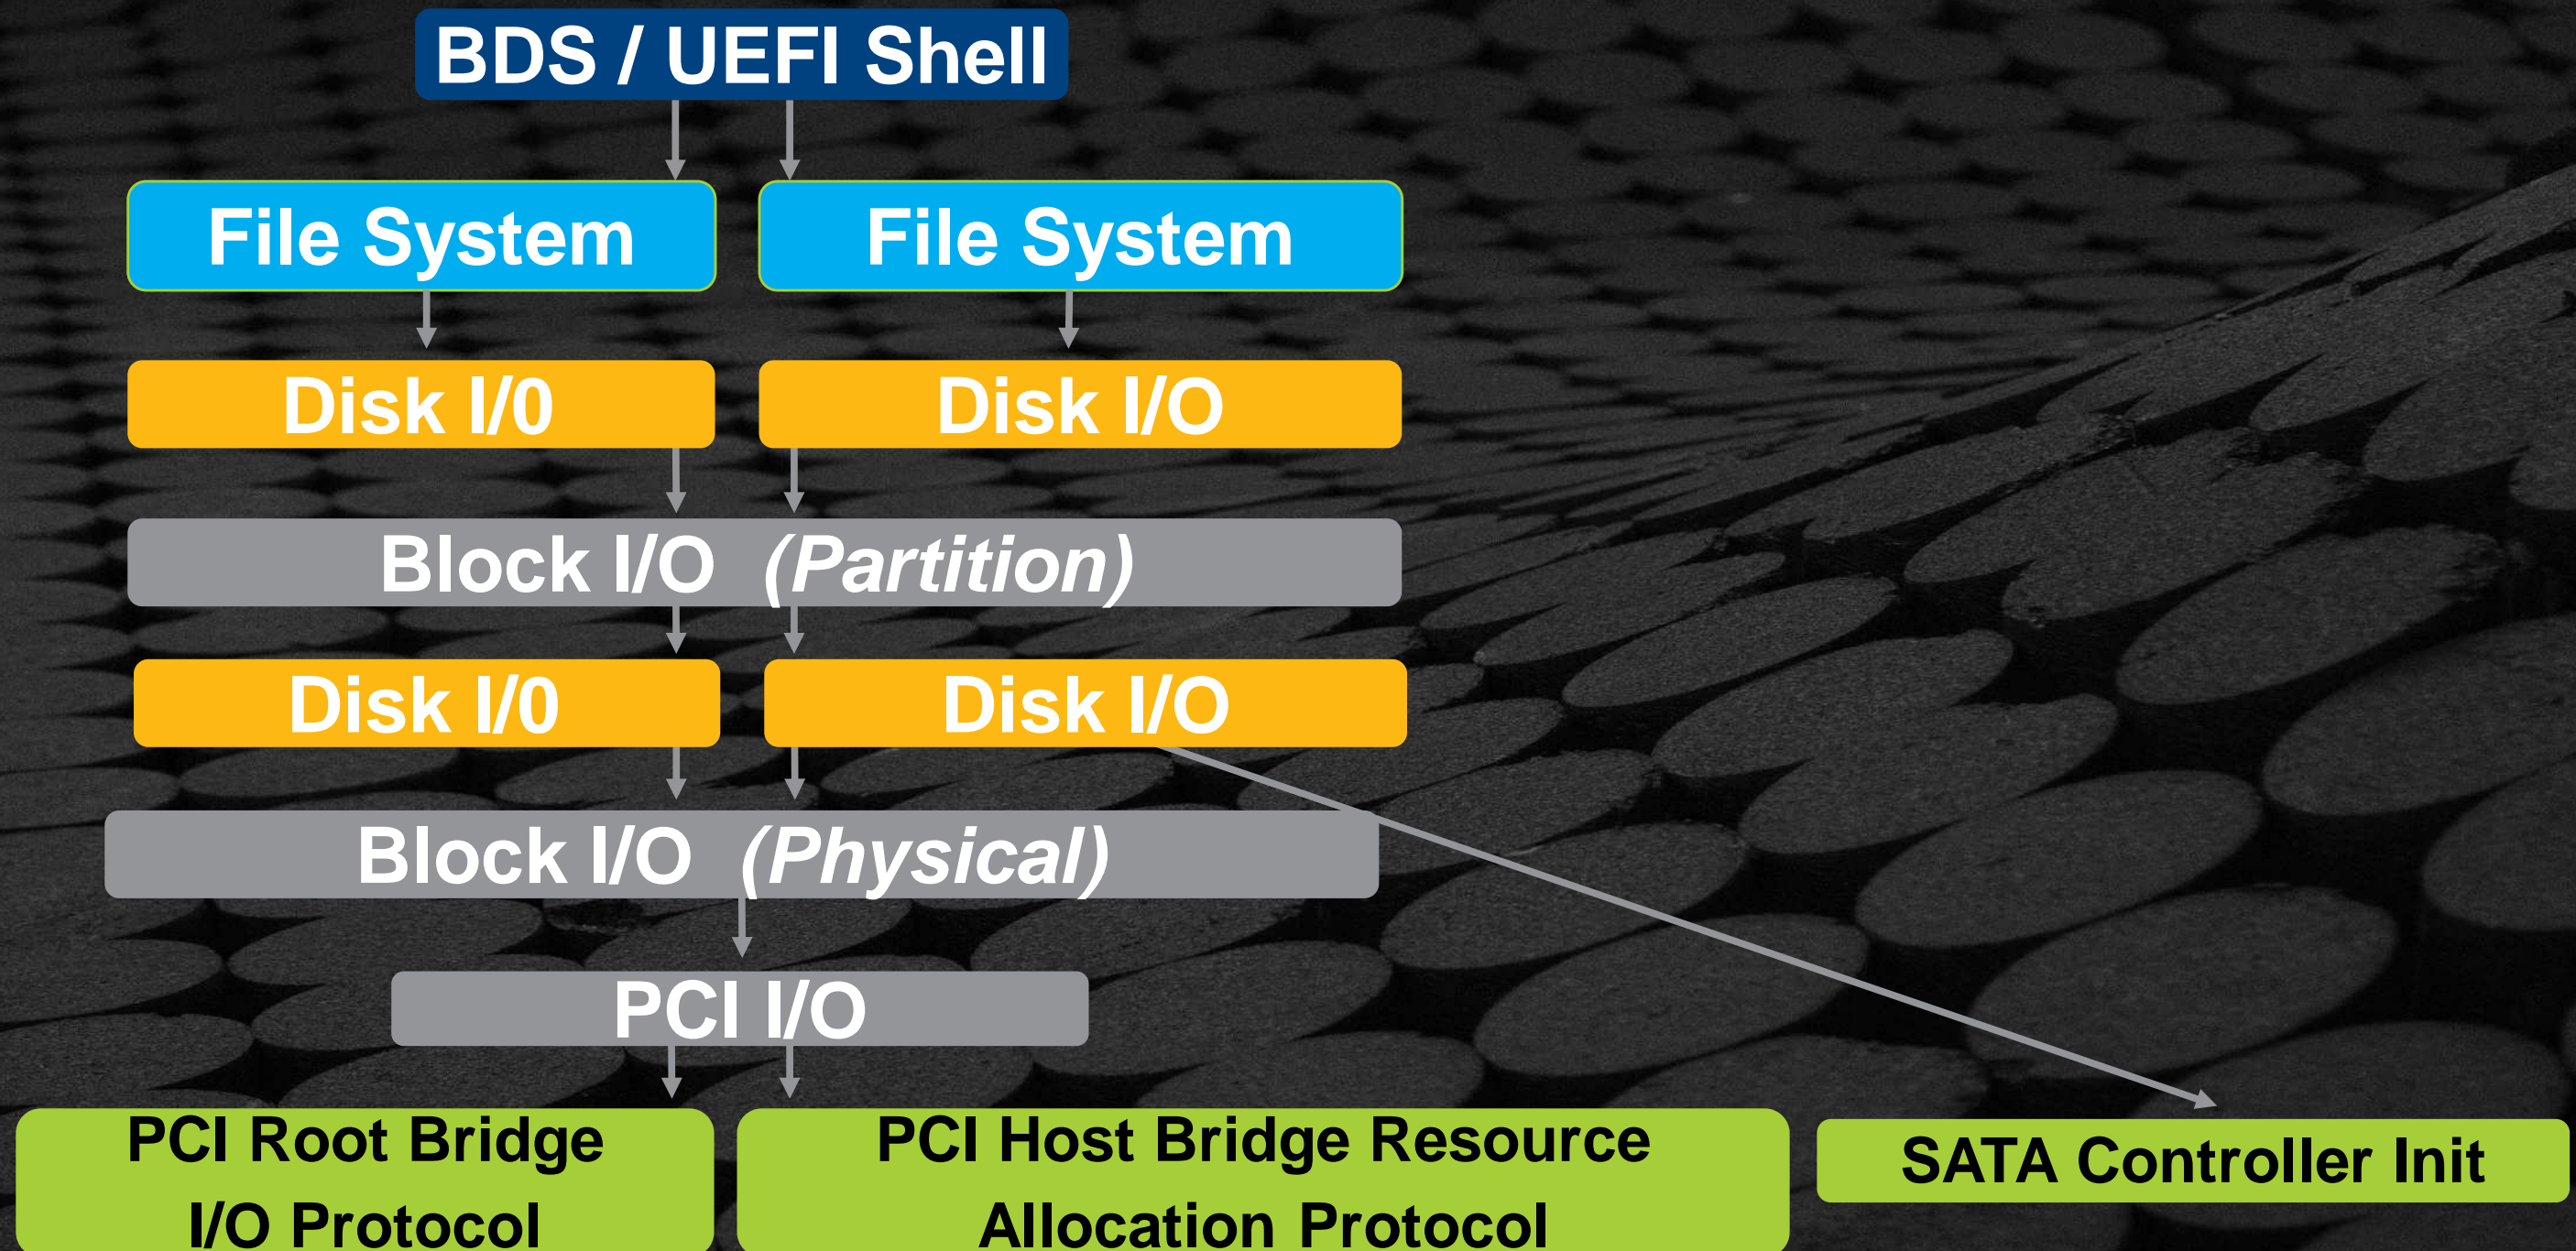 BDS / UEFI Shell
File System
File System
Disk I/0
Disk I/O
Block I/O (Partition)
Disk I/0
Disk I/O
Block I/O (Physical)
PCI I/O
PCI Root Bridge
I/O Protocol
PCI Host Bridge Resource
Allocation Protocol
SATA Controller Init